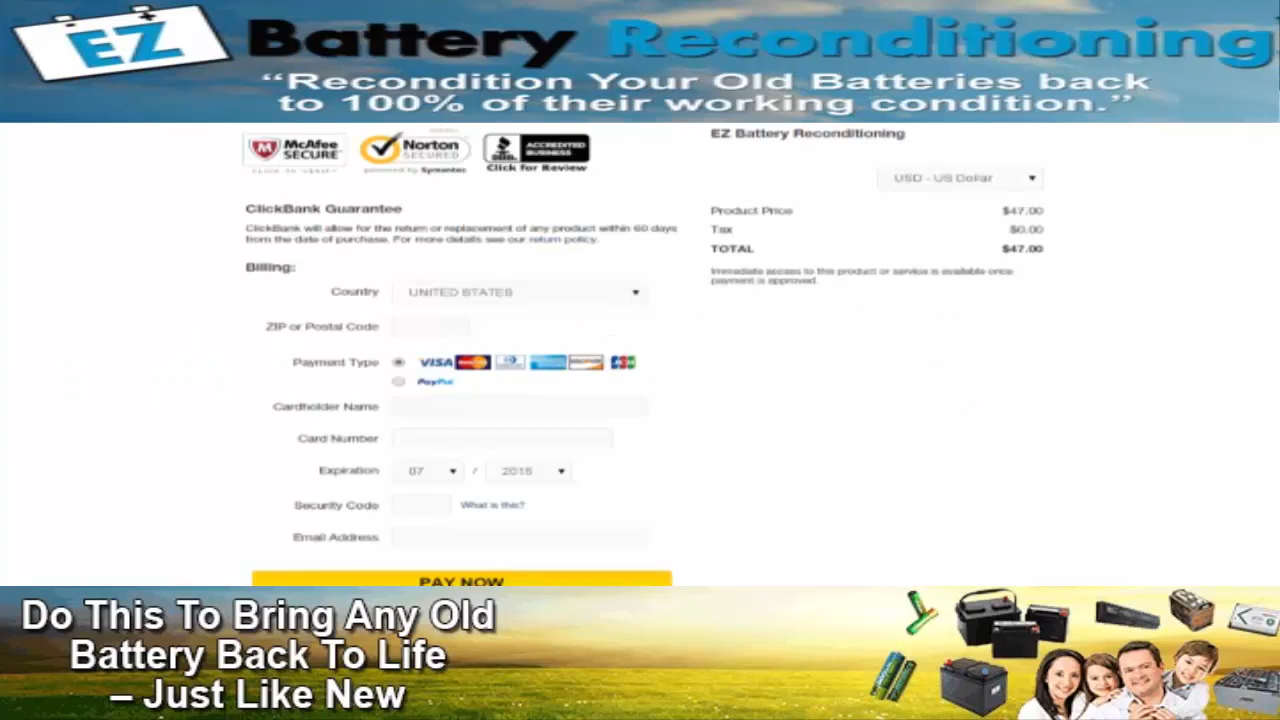 EZ Battery Reconditioning
“Recondition Your Old Batteries back
to 100% of their working condition.”
McAfee
SECURE
Norton
SECURED
powered by Symantec
ACCREDITED
BUSINESS
Click for Review
ClickBank Guarantee
ClickBank will allow for the return or replacement of any product within 60 days
from the date of purchase. For more details see our return policy.
Billing:
Country UNITED STATES
ZIP or Postal Code
Payment Type VISA
PayPal
Cardholder Name
Card Number
Expiration 07 / 2015
Security Code What is this?
Email Address
PAY NOW
EZ Battery Reconditioning
USD - US Dollar
Product Price $47.00
Tax $0.00
TOTAL $47.00
Immediate access to this product or service is available once
payment is approved.
Do This To Bring Any Old
Battery Back To Life
– Just Like New